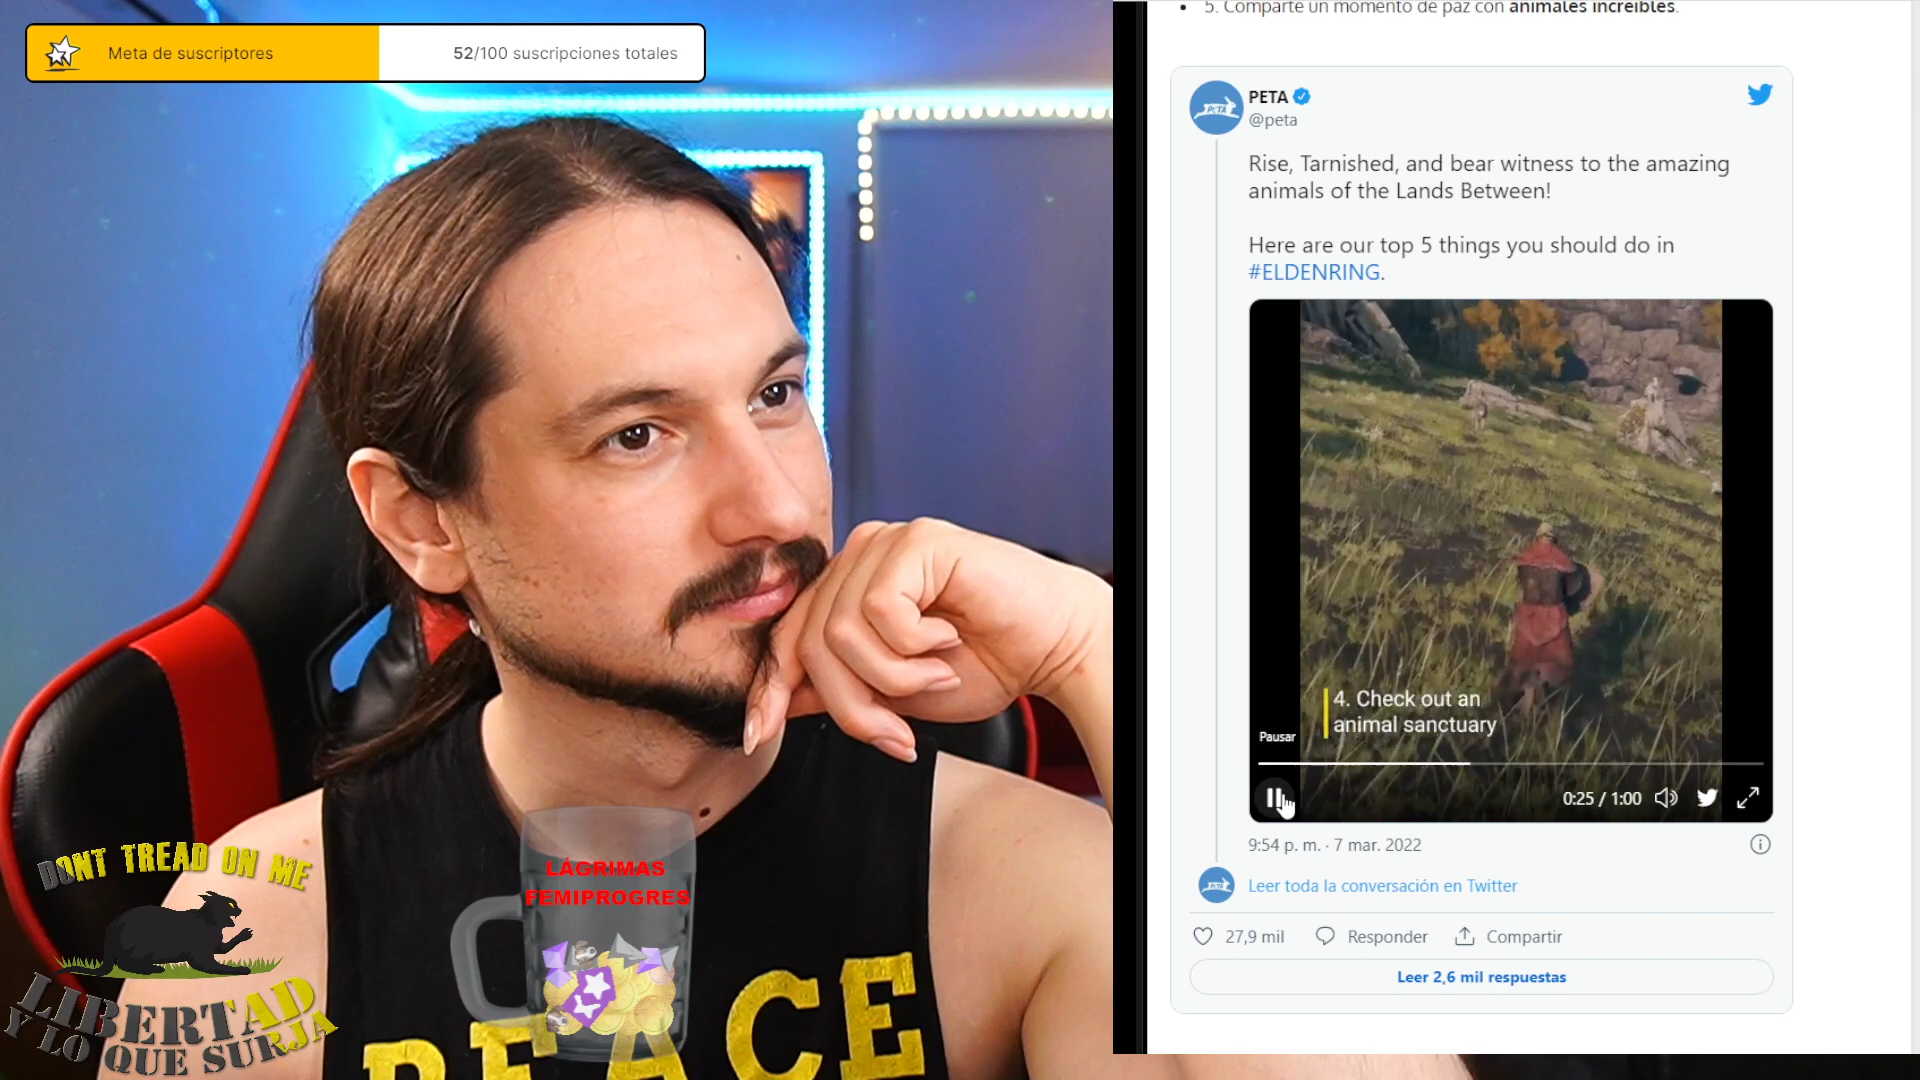 Meta de suscriptores
52/100 suscripciones totales
DONT TREAD ON ME
LIBERTAD
Y LO QUE SURJA
LÁGRIMAS
FEMIPROGRES
PEACE
5. Comparte un momento de paz con animales increíbles.
PETA
@peta
Rise, Tarnished, and bear witness to the amazing
animals of the Lands Between!
Here are our top 5 things you should do in
#ELDENRING.
4. Check out an
animal sanctuary
Pausar
0:25 / 1:00
9:54 p. m. · 7 mar. 2022
PETA
Leer toda la conversación en Twitter
27,9 mil
Responder
Compartir
Leer 2,6 mil respuestas